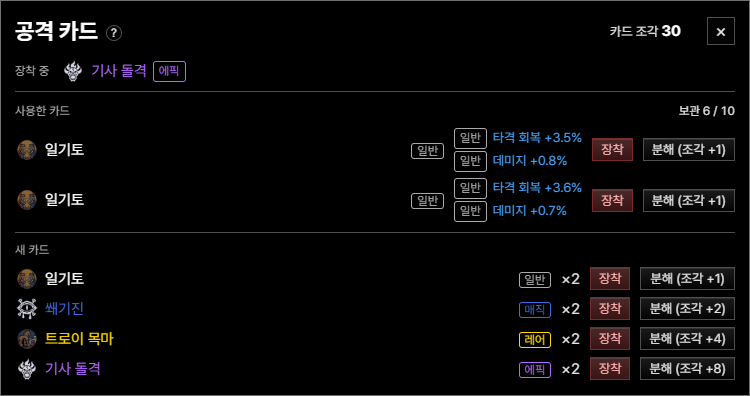 공격 카드 ? 카드 조각 30 ×
장착 중 기사 돌격 에픽
사용한 카드 보관 6 / 10
일기토 일반 일반 타격 회복 +3.5% 일반 데미지 +0.8% 장착 분해 (조각 +1)
일기토 일반 일반 타격 회복 +3.6% 일반 데미지 +0.7% 장착 분해 (조각 +1)
새 카드
일기토 일반 ×2 장착 분해 (조각 +1)
쐐기진 매직 ×2 장착 분해 (조각 +2)
트로이 목마 레어 ×2 장착 분해 (조각 +4)
기사 돌격 에픽 ×2 장착 분해 (조각 +8)